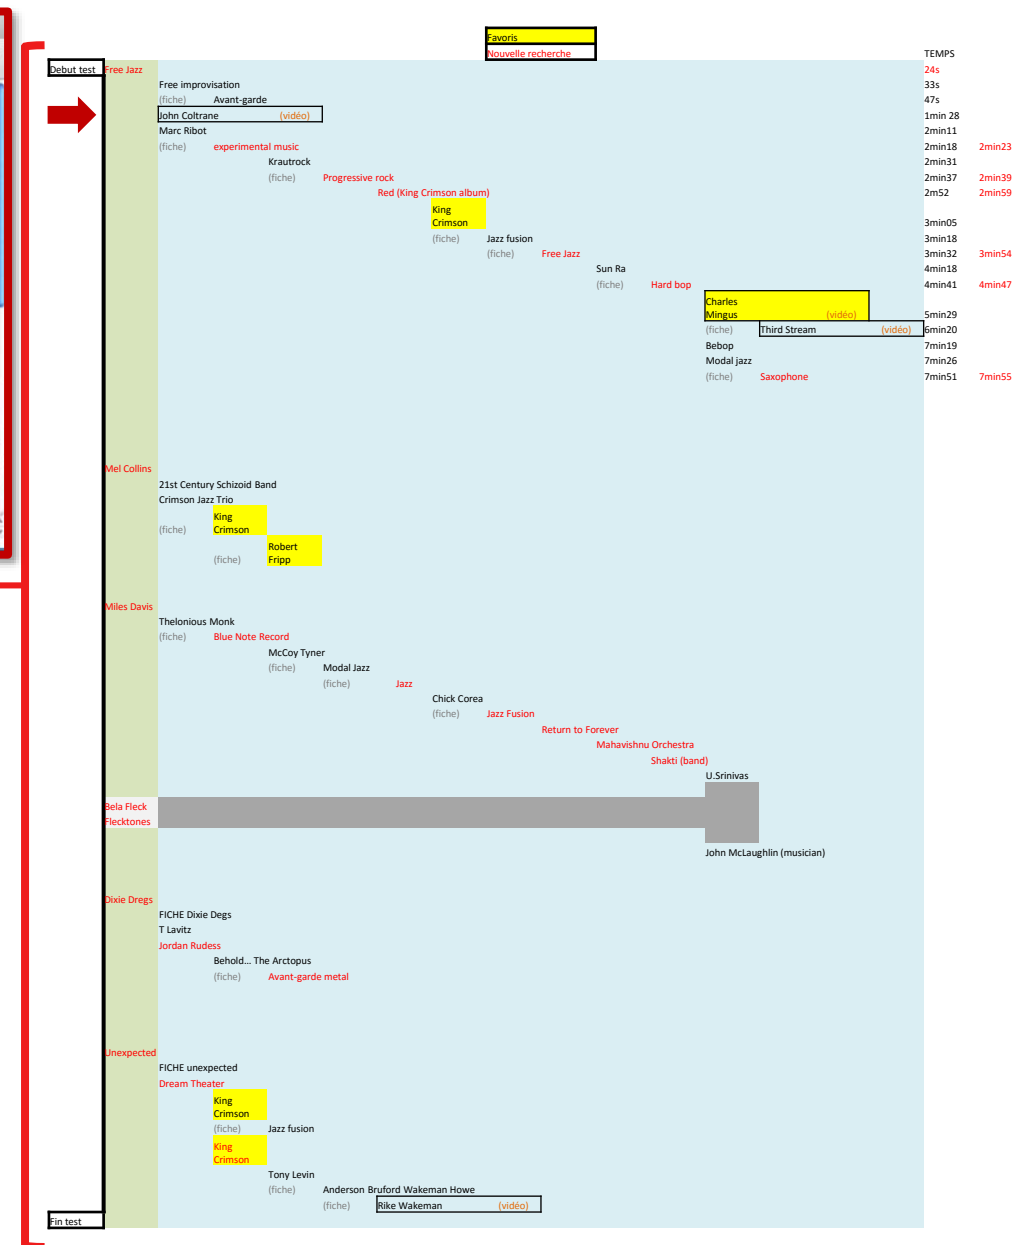 Favoris
Nouvelle recherche
TEMPS
Debut test Free Jazz 24s
Free improvisation 33s
(fiche) Avant-garde 47s
John Coltrane (vidéo) 1min 28
Marc Ribot 2min11
(fiche) experimental music 2min18 2min23
Krautrock 2min31
(fiche) Progressive rock 2min37 2min39
Red (King Crimson album) 2m52 2min59
King
Crimson 3min05
(fiche) Jazz fusion 3min18
(fiche) Free Jazz 3min32 3min54
Sun Ra 4min18
(fiche) Hard bop 4min41 4min47
Charles
Mingus (vidéo) 5min29
(fiche) Third Stream (vidéo) 6min20
Bebop 7min19
Modal jazz 7min26
(fiche) Saxophone 7min51 7min55
Mel Collins
21st Century Schizoid Band
Crimson Jazz Trio
King
(fiche) Crimson
Robert
(fiche) Fripp
Miles Davis
Thelonious Monk
(fiche) Blue Note Record
McCoy Tyner
(fiche) Modal Jazz
(fiche) Jazz
Chick Corea
(fiche) Jazz Fusion
Return to Forever
Mahavishnu Orchestra
Shakti (band)
U.Srinivas
Bela Fleck
Flecktones
John McLaughlin (musician)
Dixie Dregs
FICHE Dixie Degs
T Lavitz
Jordan Rudess
Behold... The Arctopus
(fiche) Avant-garde metal
Unexpected
FICHE unexpected
Dream Theater
King
Crimson
(fiche) Jazz fusion
King
Crimson
Tony Levin
(fiche) Anderson Bruford Wakeman Howe
(fiche) Rike Wakeman (vidéo)
Fin test